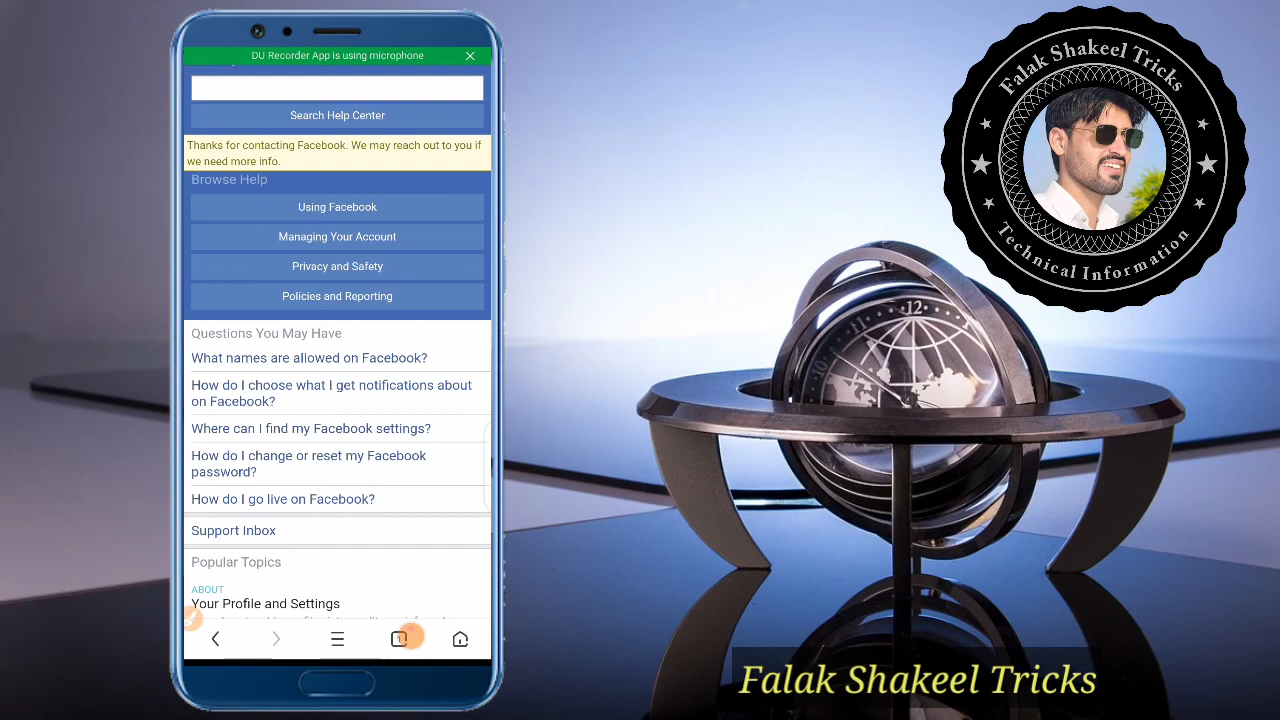 DU Recorder App is using microphone
Search Help Center
Thanks for contacting Facebook. We may reach out to you if
we need more info.
Browse Help
Using Facebook
Managing Your Account
Privacy and Safety
Policies and Reporting
Questions You May Have
What names are allowed on Facebook?
How do I choose what I get notifications about
on Facebook?
Where can I find my Facebook settings?
How do I change or reset my Facebook
password?
How do I go live on Facebook?
Support Inbox
Popular Topics
ABOUT
Your Profile and Settings
1
Falak Shakeel Tricks
Technical Information
12
11
10
Falak Shakeel Tricks